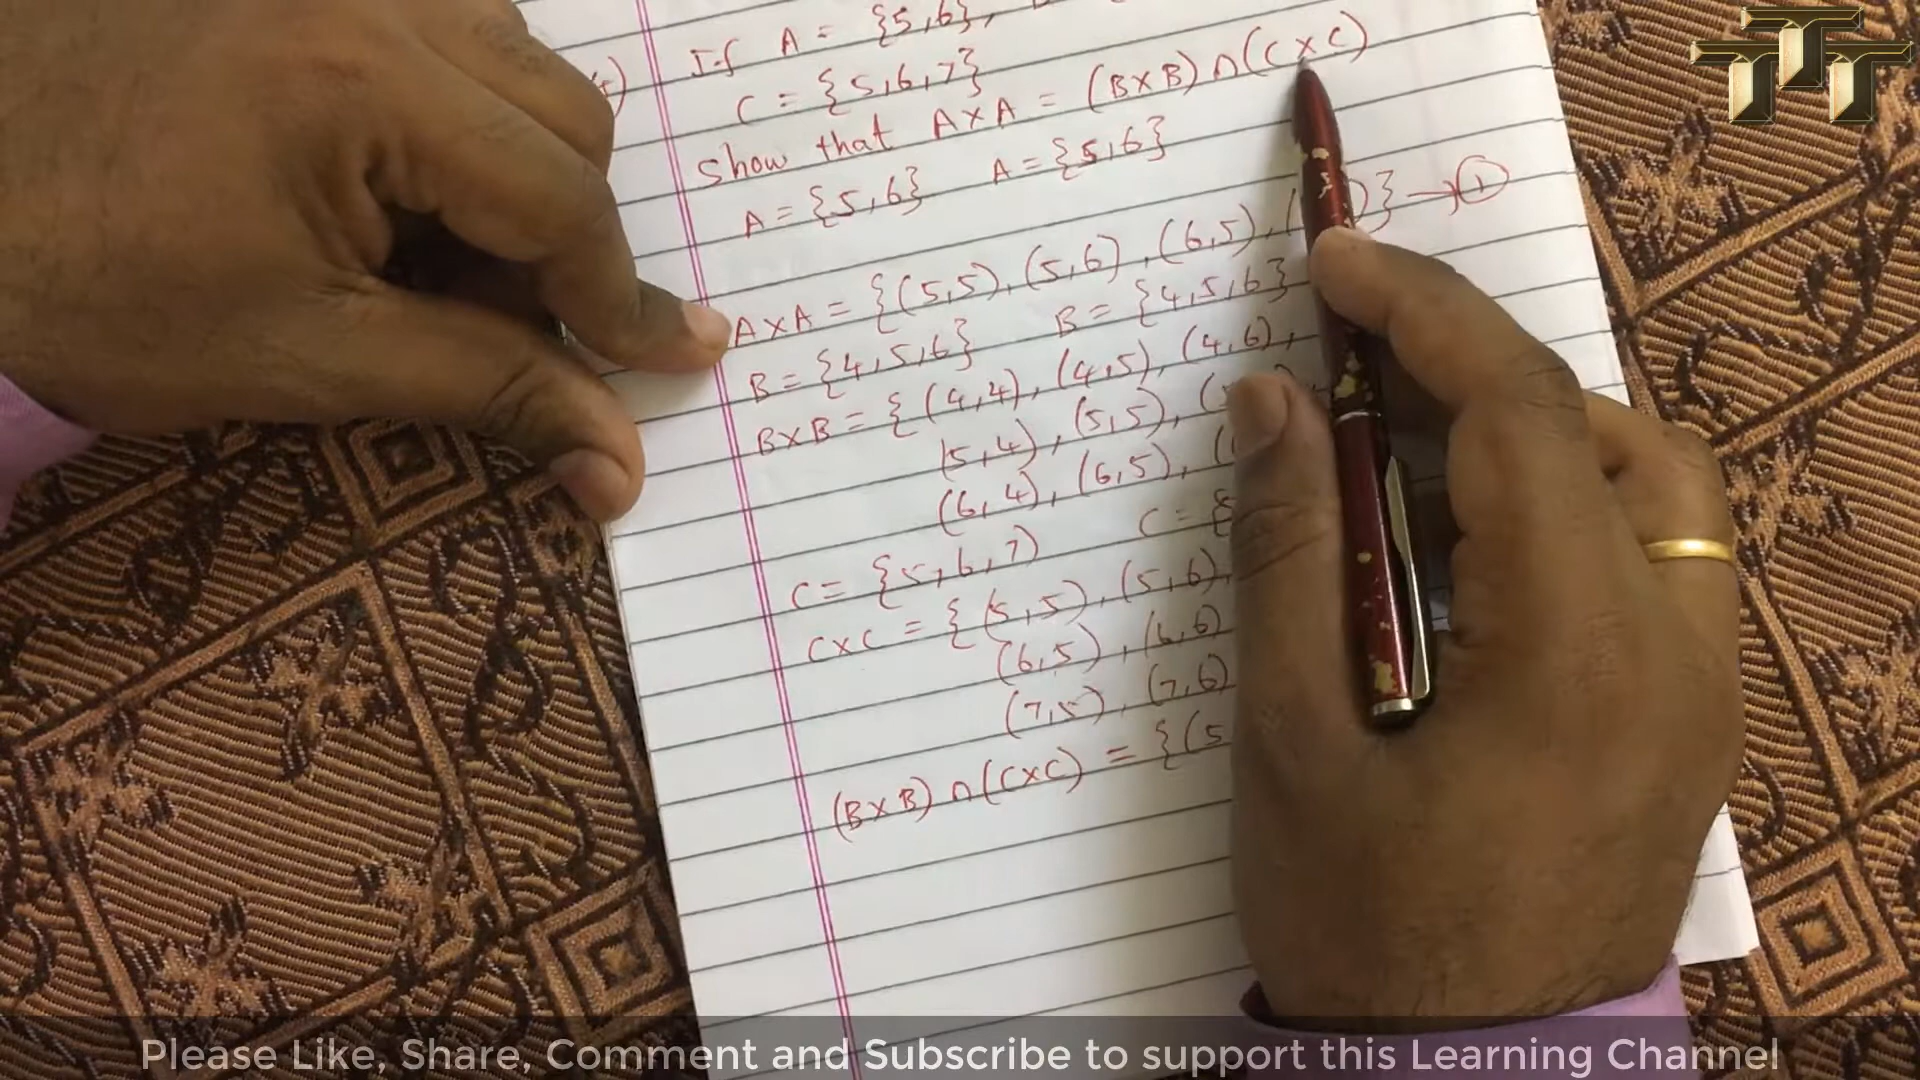 If A = {5,6},
C = {5,6,7}
Show that A×A = (B×B)∩(C×C)
A = {5,6} A = {5,6}
A×A = {(5,5),(5,6),(6,5),( )} → ①
B = {4,5,6} B = {4,5,6}
B×B = {(4,4),(4,5),(4,6),
(5,4),(5,5),(
(6,4),(6,5),(
C = {5,6,7) C = {
C×C = {(5,5),(5,6),
(6,5),(6,6)
(7,5),(7,6)
(B×B)∩(C×C) = {(5
TTT
Please Like, Share, Comment and Subscribe to support this Learning Channel!